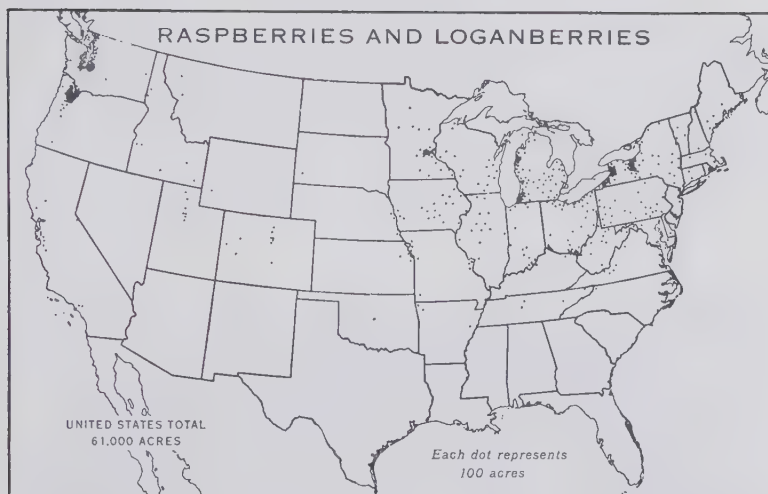 RASPBERRIES AND LOGANBERRIES
UNITED STATES TOTAL
61,000 ACRES
Each dot represents
100 acres